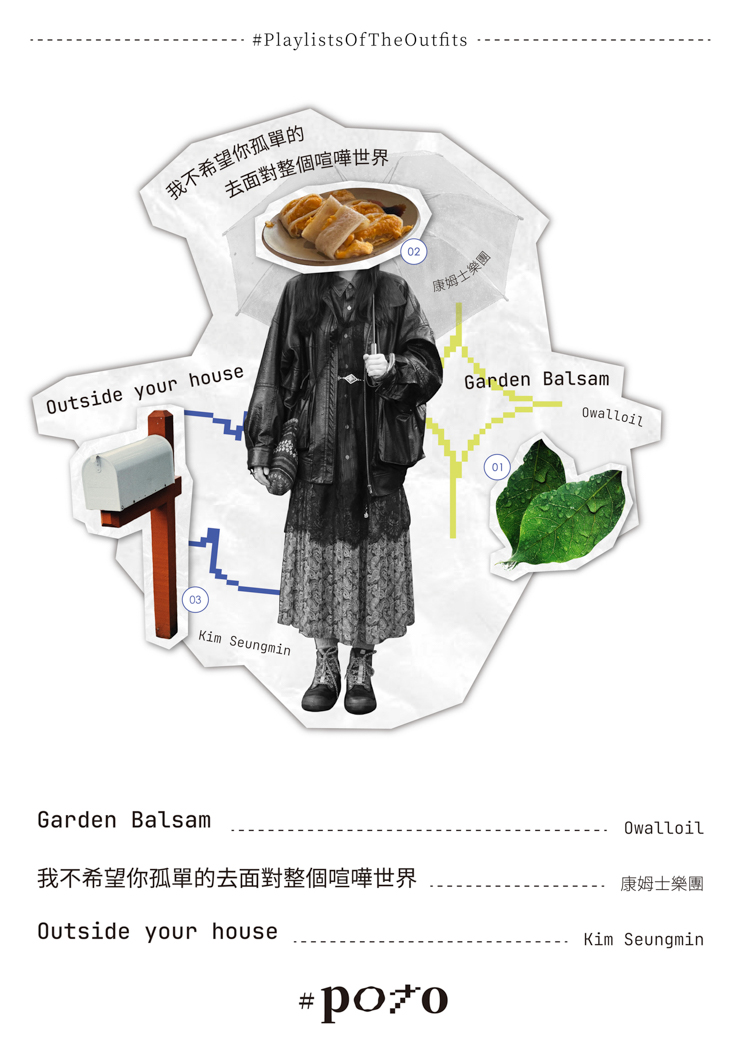 #PlaylistsOfTheOutfits
我不希望你孤單的
去面對整個喧嘩世界
02
康姆士樂團
Outside your house
Garden Balsam
Owalloil
01
03
Kim Seungmin
Garden Balsam Owalloil
我不希望你孤單的去面對整個喧嘩世界 康姆士樂團
Outside your house Kim Seungmin
#poto